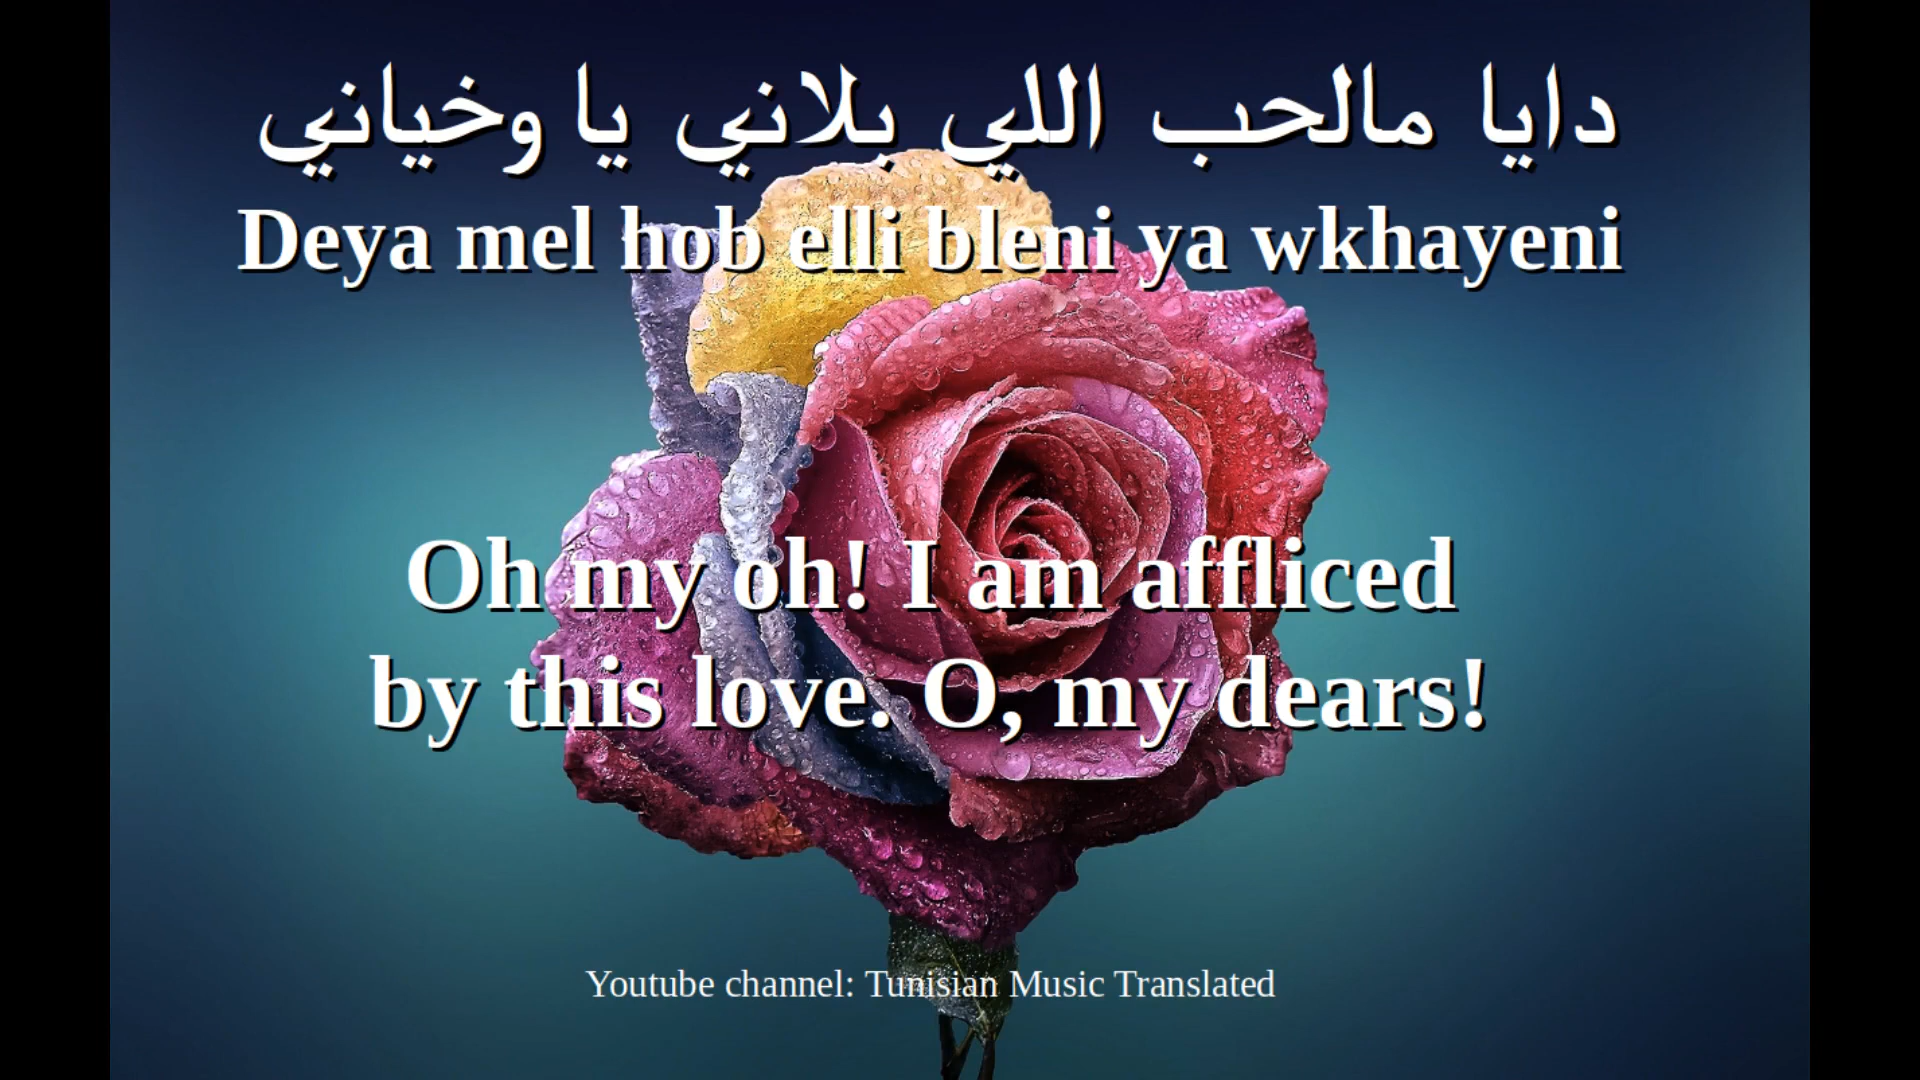 دايا مالحب اللي بلاني يا وخياني
Deya mel hob elli bleni ya wkhayeni
Oh my oh! I am affliced
by this love. O, my dears!
Youtube channel: Tunisian Music Translated